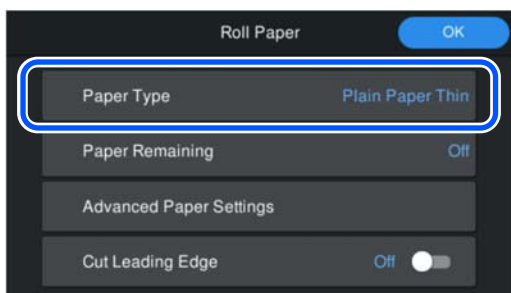 Roll Paper OK
Paper Type Plain Paper Thin
Paper Remaining Off
Advanced Paper Settings
Cut Leading Edge Off